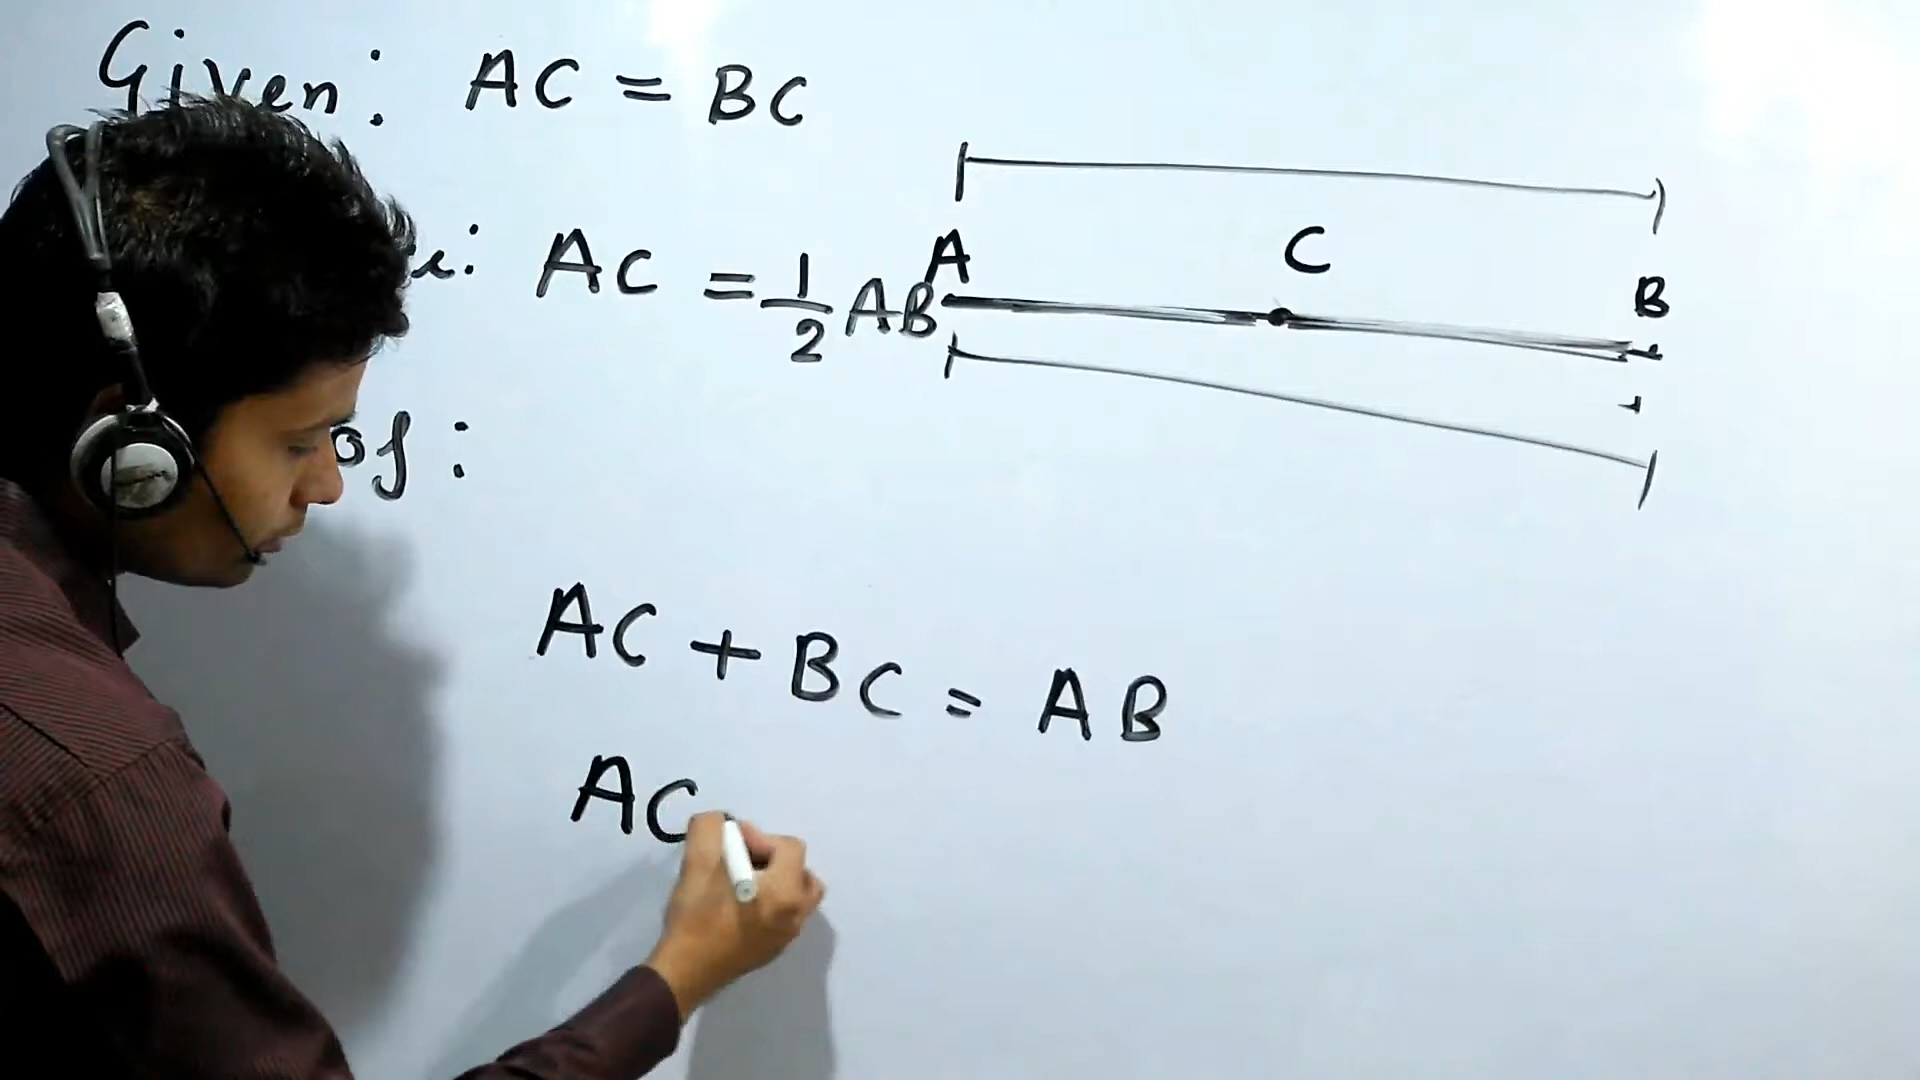 Given: AC = BC
A C B
AC = 1/2 AB
AC + BC = AB
AC